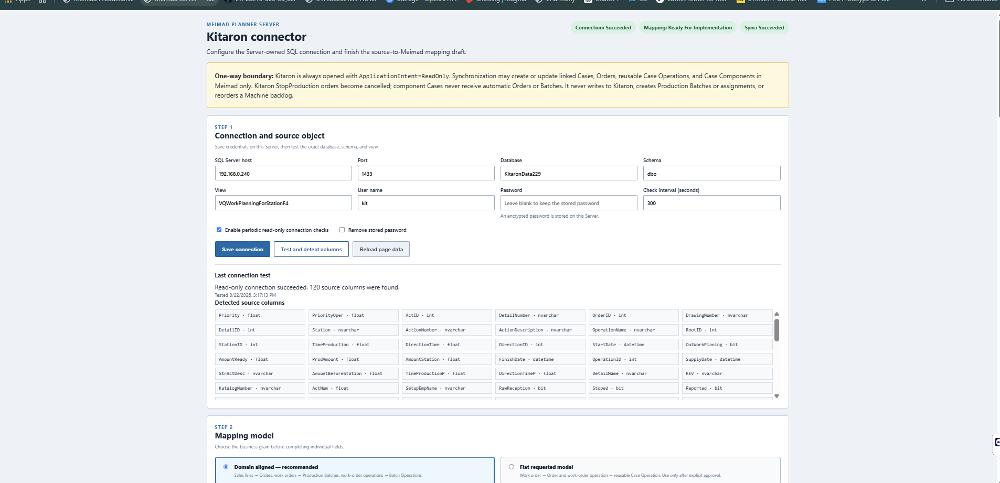 Apps
MEIMAD PLANNER SERVER
Kitaron connector
Connection: Succeeded
Mapping: Ready For Implementation
Sync: Succeeded
Configure the Server-owned SQL connection and finish the source-to-Meimad mapping draft.
One-way boundary: Kitaron is always opened with ApplicationIntent=ReadOnly. Synchronization may create or update linked Cases, Orders, reusable Case Operations, and Case Components in
Meimad only. Kitaron StopProduction orders become cancelled; component Cases never receive automatic Orders or Batches. It never writes to Kitaron, creates Production Batches or assignments, or
reorders a Machine backlog.
STEP 1
Connection and source object
Save credentials on this Server, then test the exact database, schema, and view.
SQL Server host Port Database Schema
192.168.0.240 1433 KitaronData229 dbo
View User name Password Check interval (seconds)
VQWorkPlanningForStationF4 kit Leave blank to keep the stored password 300
An encrypted password is stored on this Server.
Enable periodic read-only connection checks Remove stored password
Save connection Test and detect columns Reload page data
Last connection test
Read-only connection succeeded. 120 source columns were found.
Tested 8/22/2026, 3:17:13 PM
Detected source columns
Priority · float PriorityOper · float ActID · int DetailNumber · nvarchar OrderID · int DrawingNumber · nvarchar
DetailID · int Station · nvarchar ActionNumber · nvarchar ActionDescription · nvarchar OperationName · nvarchar RootID · int
StationID · int TimeProduction · float DirectionTime · float DirectionID · int StartDate · datetime OutWorkPlaning · bit
AmountReady · float ProdAmount · float AmountStation · float FinishDate · datetime OperationID · int SupplyDate · datetime
StrActDesc · nvarchar AmountBeforeStation · float TimeProductionP · float DirectionTimeP · float DetailName · nvarchar REV · nvarchar
KatalogNumber · nvarchar ActNum · float SetupEmpName · nvarchar RawReception · bit Stoped · bit Reported · bit
STEP 2
Mapping model
Choose the business grain before completing individual fields.
Domain aligned — recommended
Sales lines → Orders, work orders → Production Batches, work-order operations → Batch Operations.
Flat requested model
Work order → Order and work-order operation → reusable Case Operation. Use only after explicit approval.